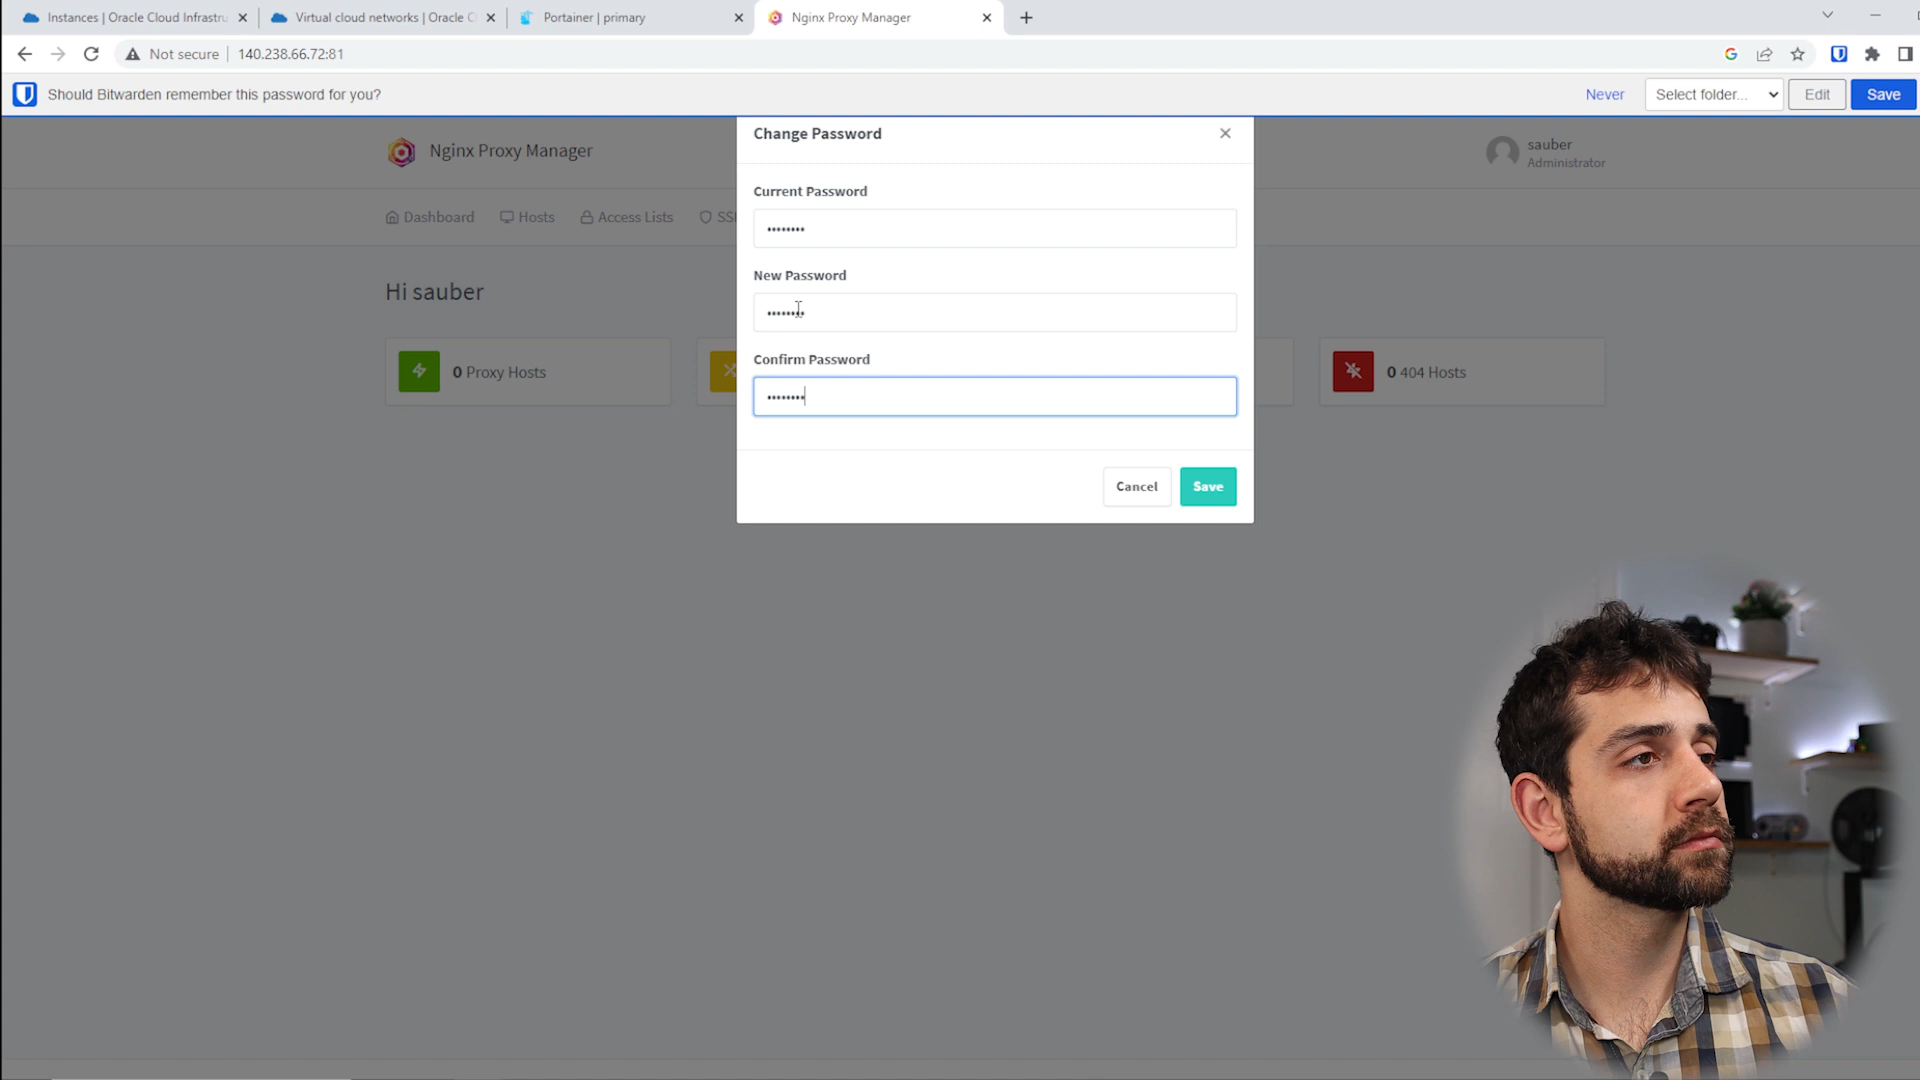 Instances | Oracle Cloud Infrastru
Virtual cloud networks | Oracle C
Portainer | primary
Nginx Proxy Manager
Not secure
140.238.66.72:81
Should Bitwarden remember this password for you?
Never
Select folder...
Edit
Save
Nginx Proxy Manager
sauber
Administrator
Dashboard
Hosts
Access Lists
SS
Hi sauber
0 Proxy Hosts
0 404 Hosts
Change Password
Current Password
••••••••
New Password
••••••••
Confirm Password
••••••••
Cancel
Save